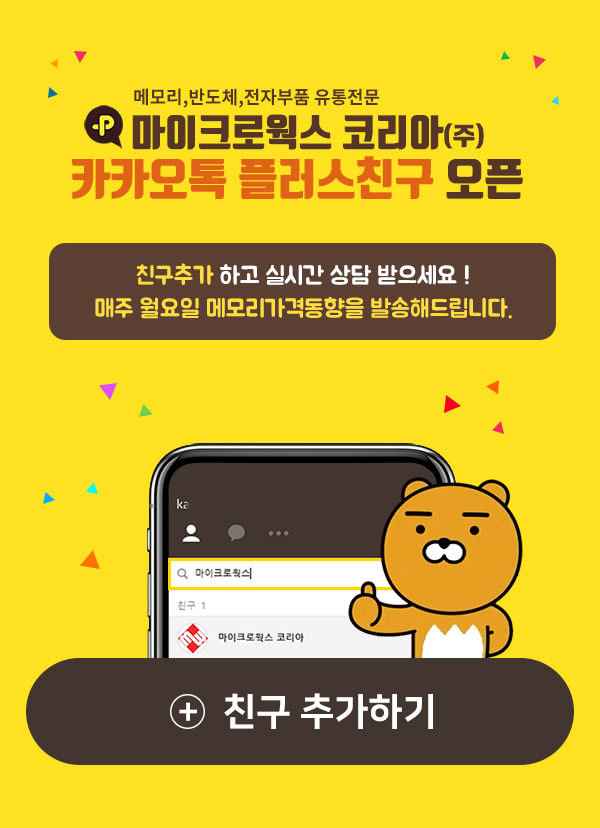 메모리,반도체,전자부품 유통전문
P 마이크로웍스 코리아(주)
카카오톡 플러스친구 오픈
친구추가 하고 실시간 상담 받으세요 !
매주 월요일 메모리가격동향을 발송해드립니다.
ka
마이크로웍스
친구 1
마이크로웍스 코리아
친구 추가하기